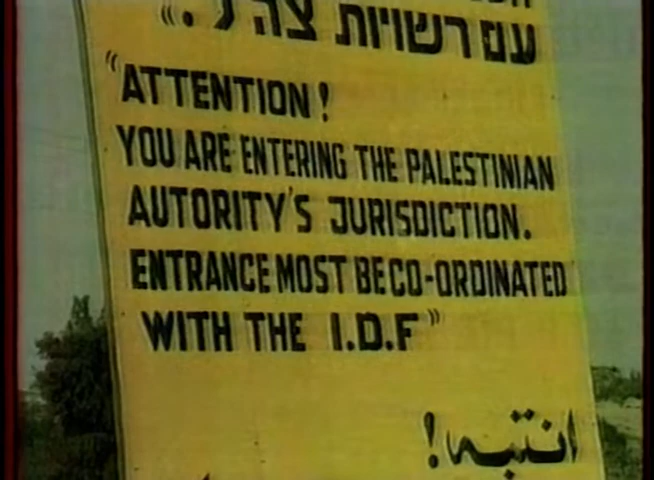 עם רשויות צה"ל."
"ATTENTION!
YOU ARE ENTERING THE PALESTINIAN
AUTORITY'S JURISDICTION.
ENTRANCE MOST BE CO-ORDINATED
WITH THE I.D.F"
انتبه!